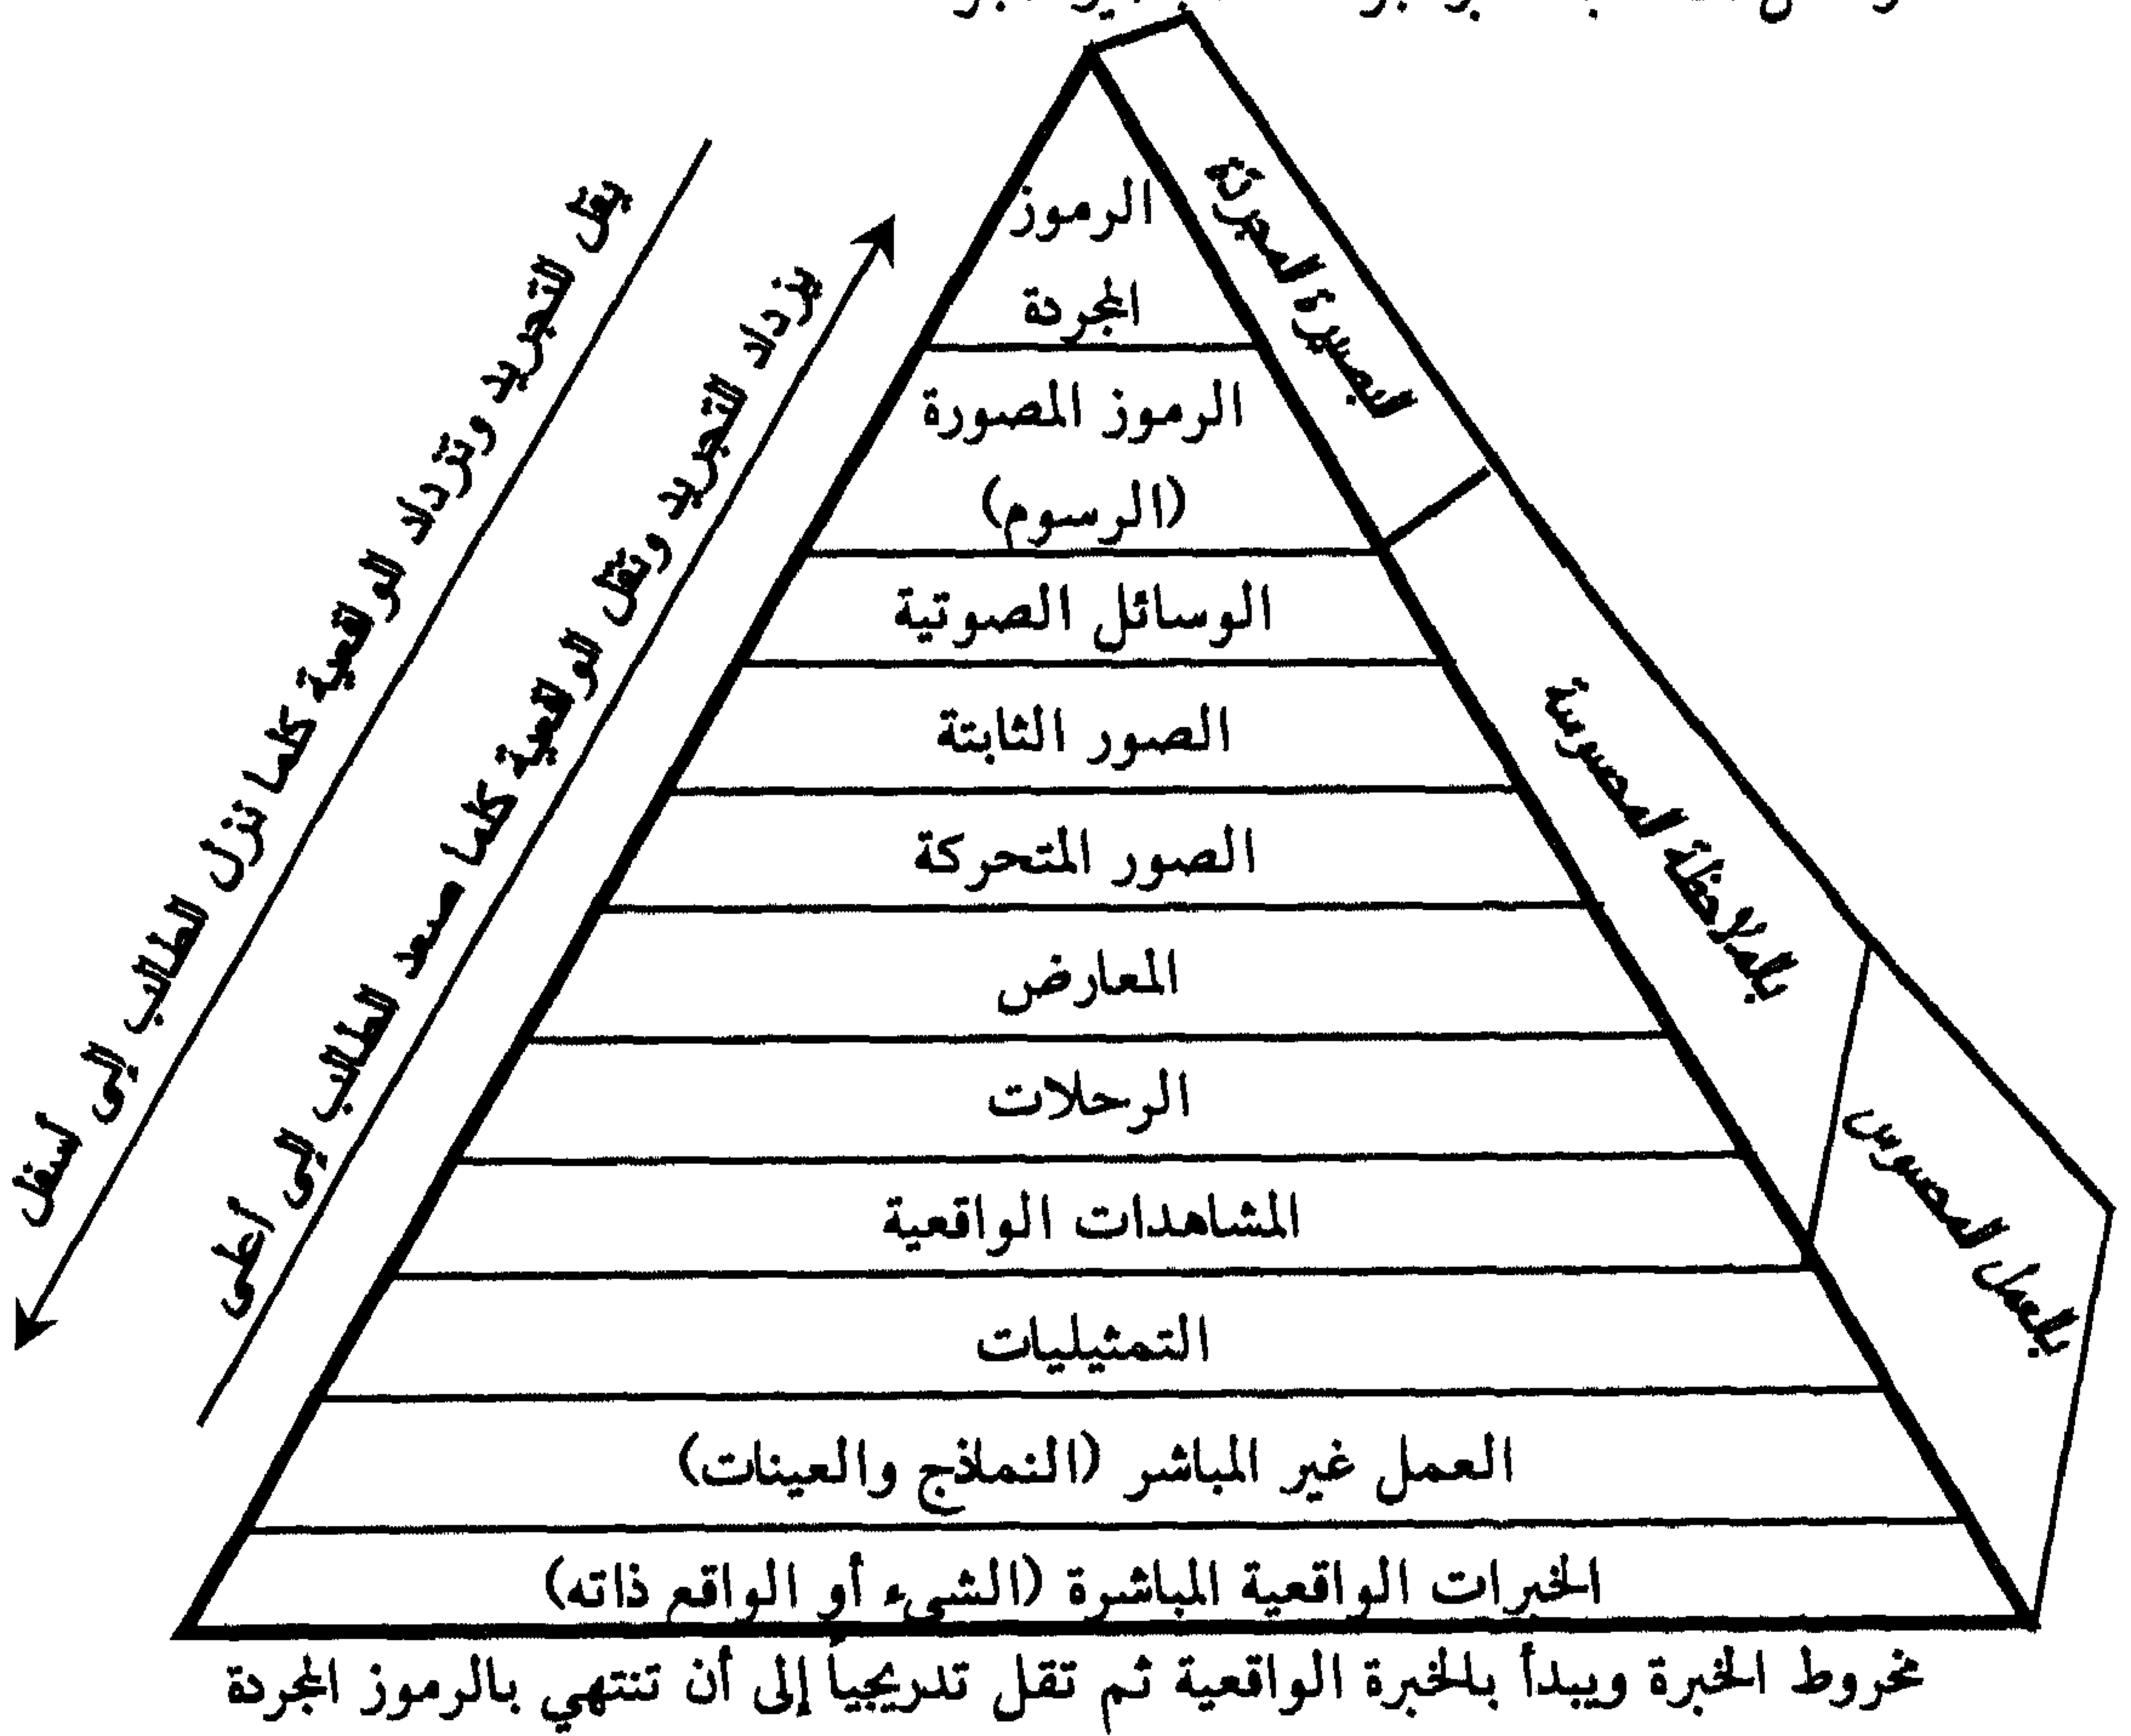 الرموز
المجردة
الرموز المصورة
(الرسوم)
الوسائل الصوتية
الصور الثابتة
الصور المتحركة
المعارض
الرحلات
المشاهدات الواقعية
التمثيليات
العمل غير المباشر (النماذج والعينات)
الخبرات الواقعية المباشرة (الشيء أو الواقع ذاته)
البصيرة المجردة
بالملاحظة المحسوسة
بالعمل المحسوس
يزداد التجريد وتقل الواقعية كلما صعد الطالب إلى أعلى
يقل التجريد وتزداد الواقعية كلما نزل الطالب إلى أسفل
مخروط الخبرة ويبدأ بالخبرة الواقعية ثم تقل تدريجياً إلى أن تنتهي بالرموز المجردة